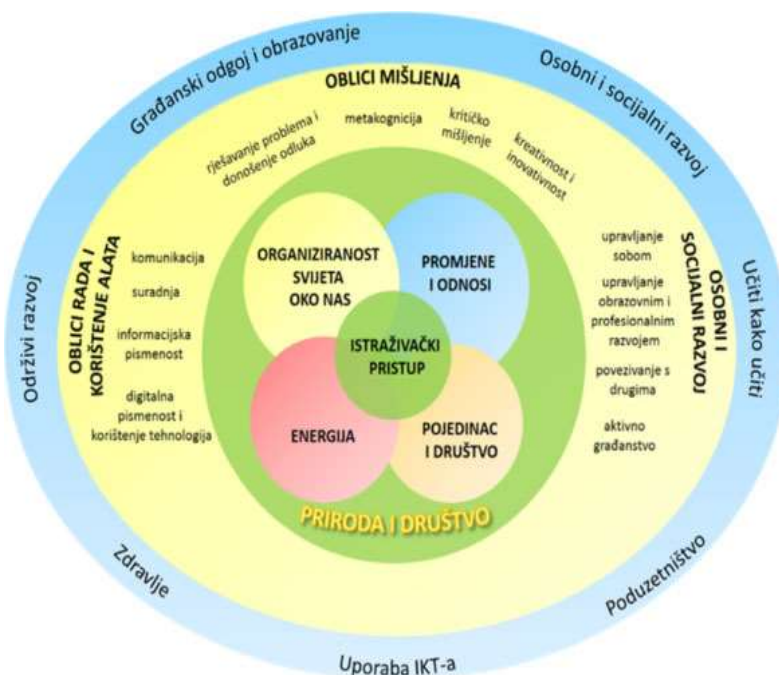 Građanski odgoj i obrazovanje
Osobni i socijalni razvoj
OBLICI MIŠLJENJA
rješavanje problema i
donošenje odluka
metakognicija
kritičko
mišljenje
kreativnost i
inovativnost
Održivi razvoj
OBLICI RADA I
KORIŠTENJE ALATA
komunikacija
suradnja
informacijska
pismenost
digitalna
pismenost i
korištenje tehnologija
ORGANIZIRANOST
SVIJETA
OKO NAS
PROMJENE
I ODNOSI
ISTRAŽIVAČKI
PRISTUP
ENERGIJA
POJEDINAC
I DRUŠTVO
PRIRODA I DRUŠTVO
upravljanje
sobom
upravljanje
obrazovnim i
profesionalnim
razvojem
povezivanje s
drugima
aktivno
građanstvo
OSOBNI I
SOCIJALNI RAZVOJ
Učiti kako učiti
Zdravlje
Uporaba IKT-a
Poduzetništvo